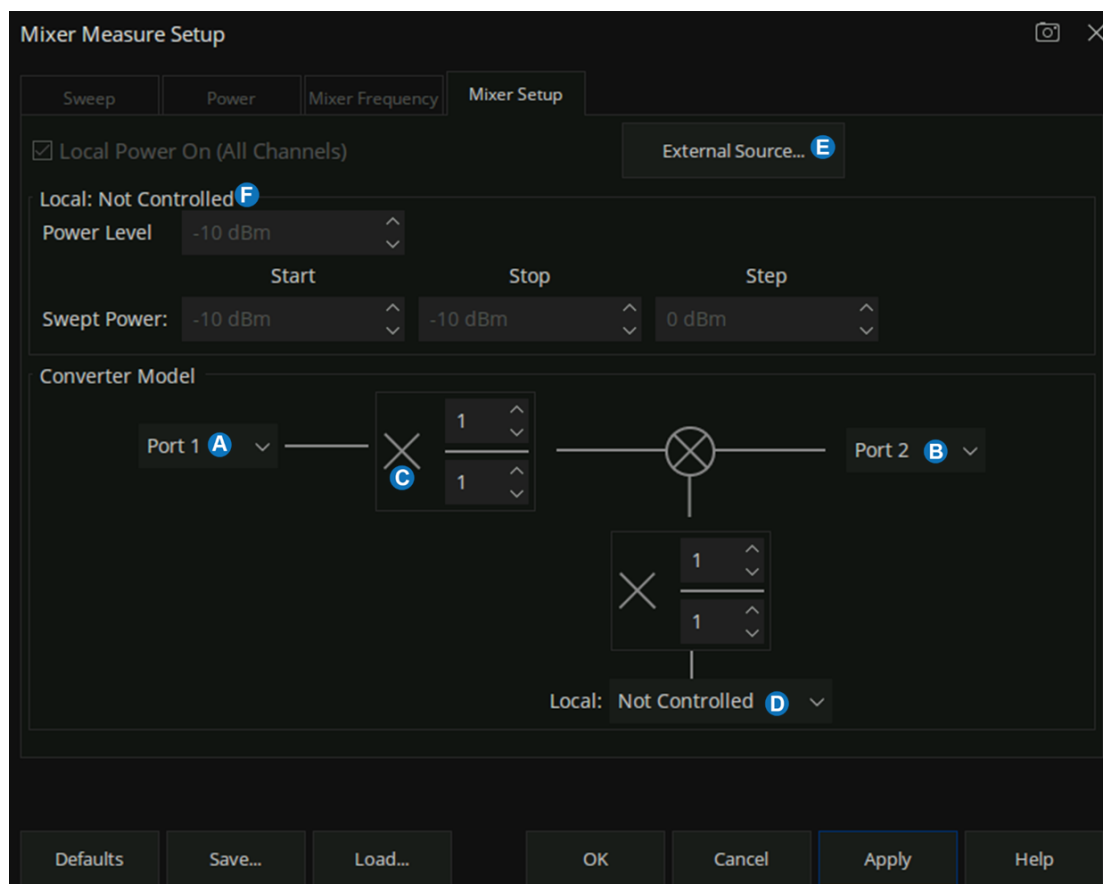 Mixer Measure Setup
Sweep Power Mixer Frequency Mixer Setup
Local Power On (All Channels)
External Source... E
Local: Not Controlled F
Power Level -10 dBm
Start Stop Step
Swept Power: -10 dBm -10 dBm 0 dBm
Converter Model
Port 1 A
1
C
1
Port 2 B
1
1
Local: Not Controlled D
Defaults Save... Load... OK Cancel Apply Help